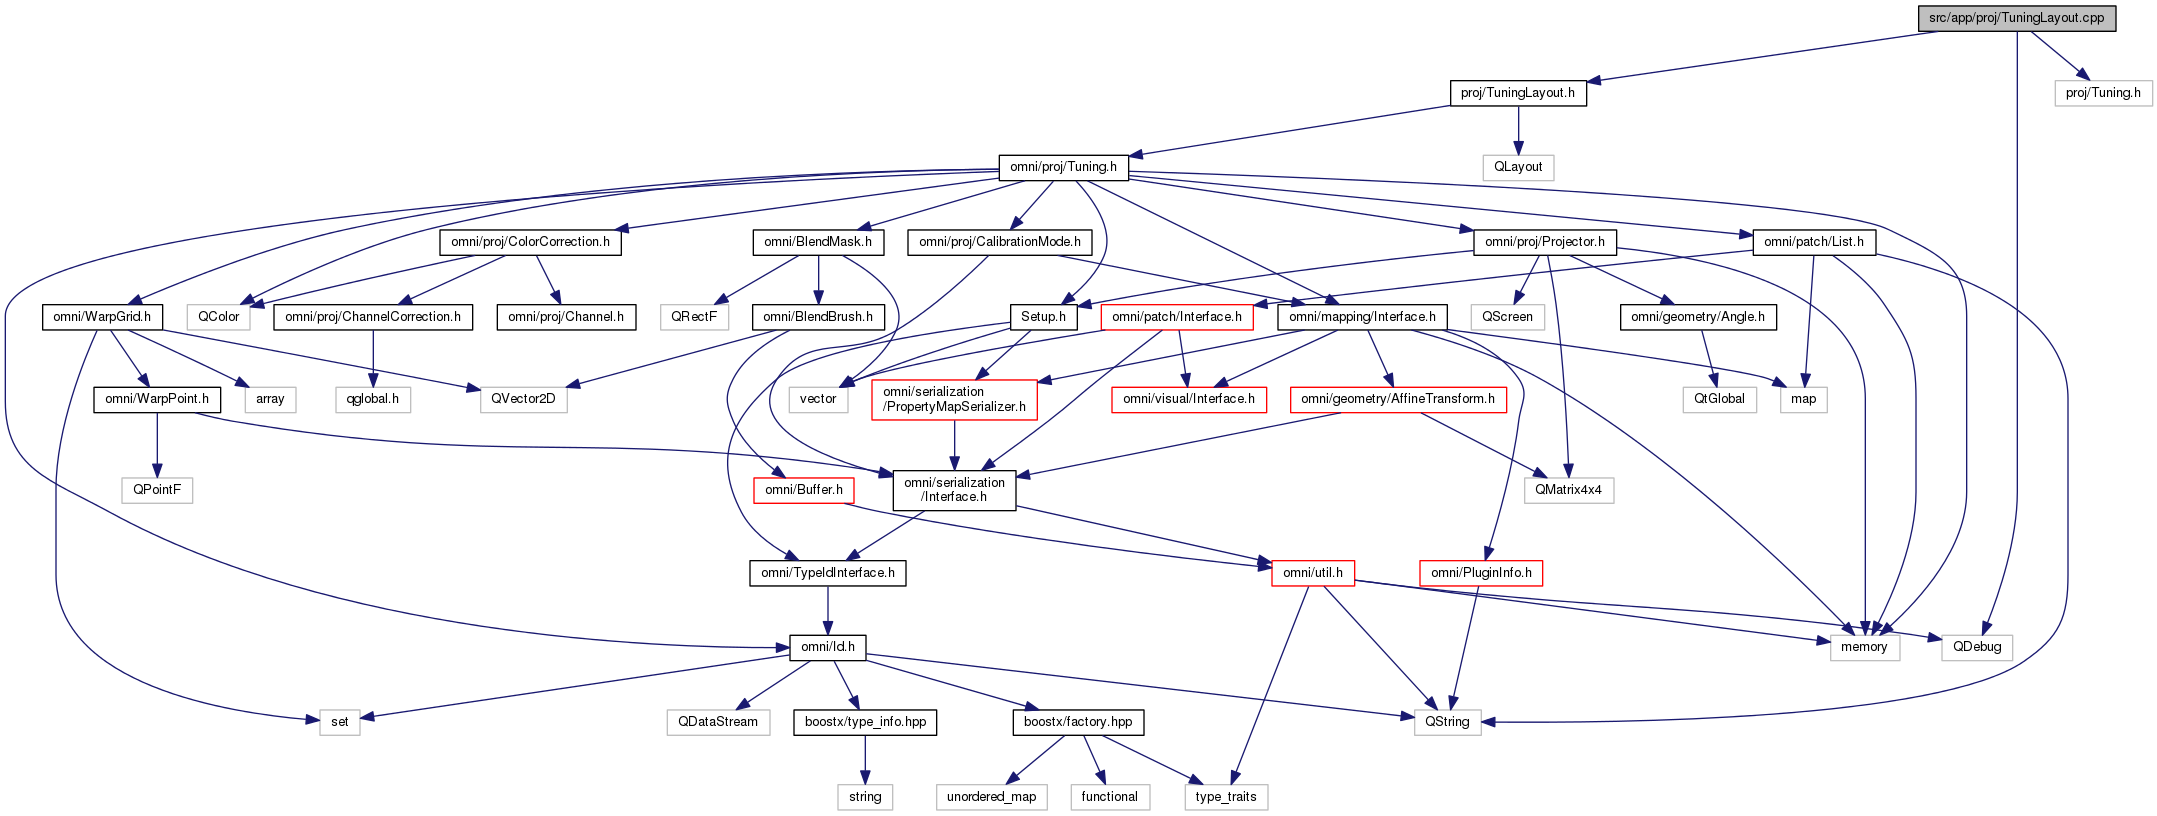 src/app/proj/TuningLayout.cpp
proj/TuningLayout.h
proj/Tuning.h
omni/proj/Tuning.h
QLayout
omni/proj/ColorCorrection.h
omni/BlendMask.h
omni/proj/CalibrationMode.h
omni/proj/Projector.h
omni/patch/List.h
omni/WarpGrid.h
QColor
omni/proj/ChannelCorrection.h
omni/proj/Channel.h
QRectF
omni/BlendBrush.h
Setup.h
omni/patch/Interface.h
omni/mapping/Interface.h
QScreen
omni/geometry/Angle.h
omni/WarpPoint.h
array
qglobal.h
QVector2D
vector
omni/serialization
/PropertyMapSerializer.h
omni/visual/Interface.h
omni/geometry/AffineTransform.h
QtGlobal
map
QPointF
omni/Buffer.h
omni/serialization
/Interface.h
QMatrix4x4
omni/TypeIdInterface.h
omni/util.h
omni/PluginInfo.h
omni/Id.h
memory
QDebug
set
QDataStream
boostx/type_info.hpp
boostx/factory.hpp
QString
string
unordered_map
functional
type_traits